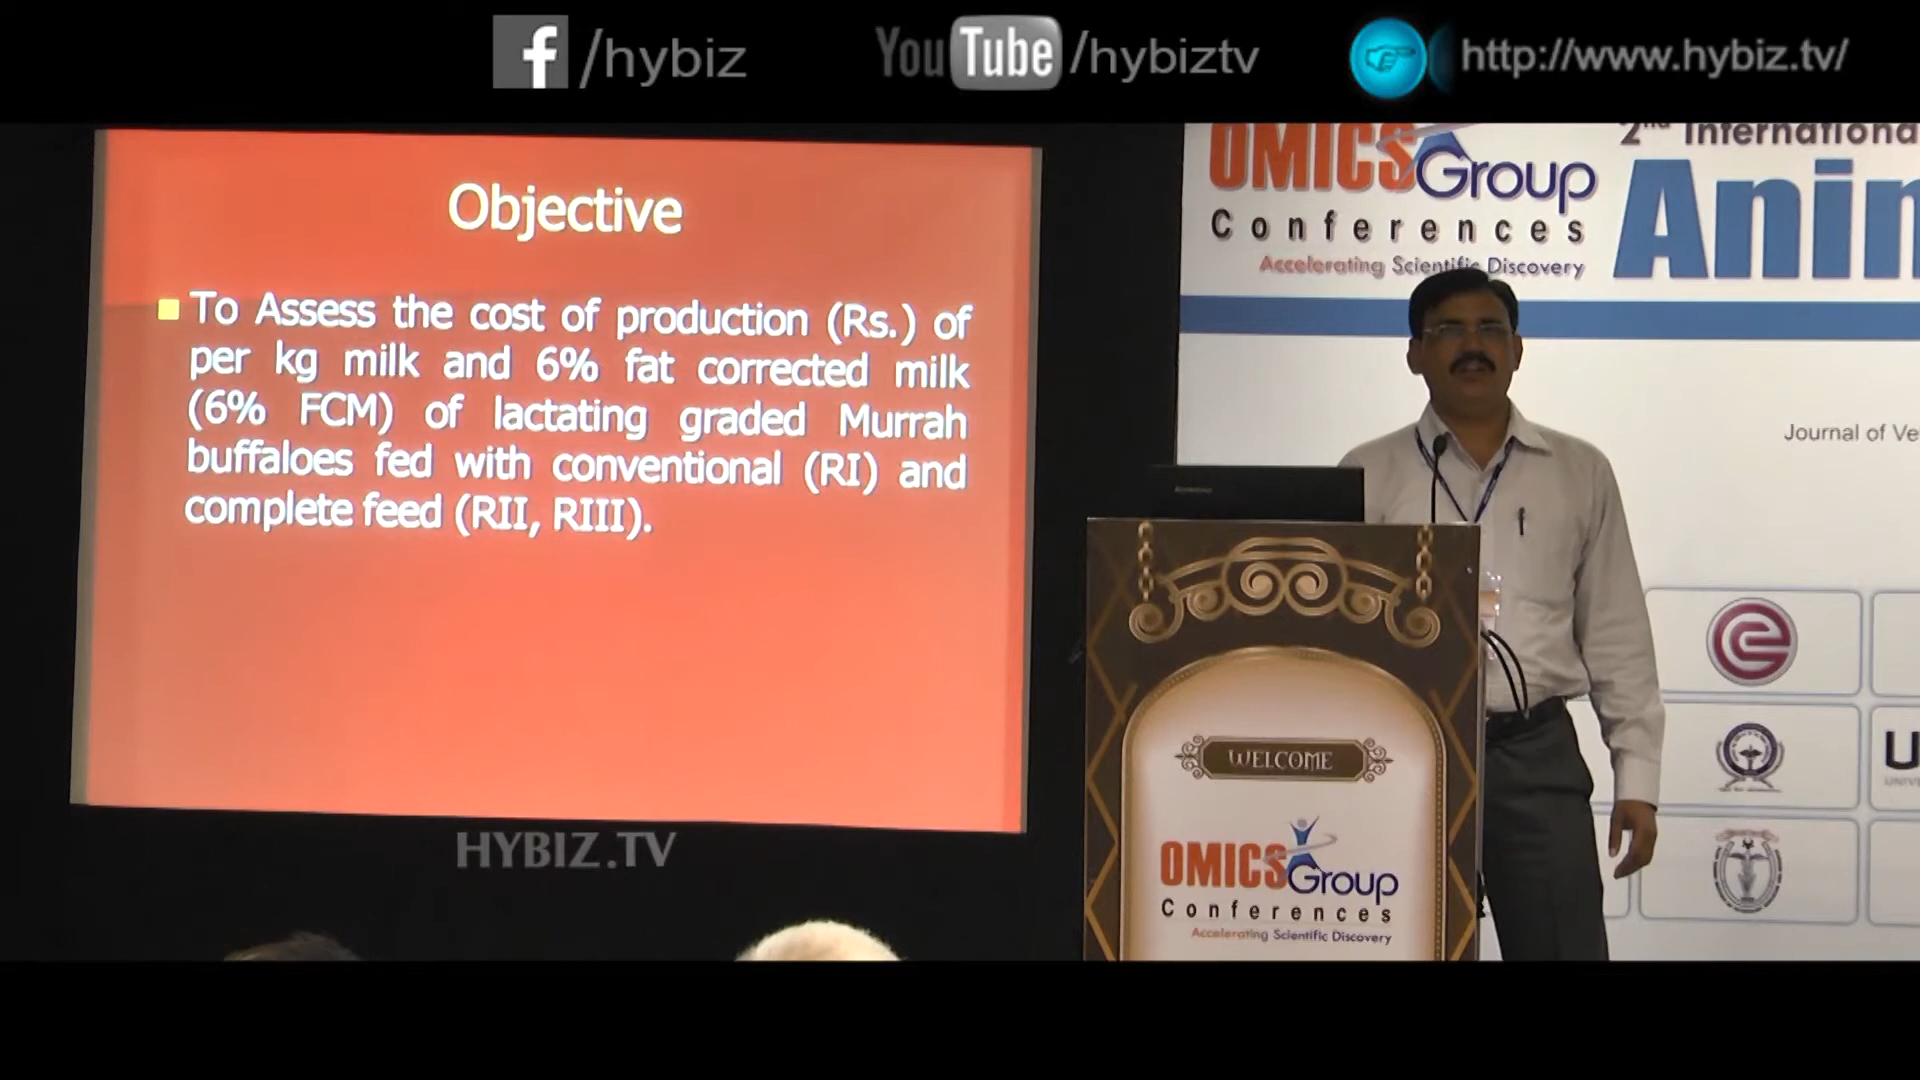 f/hybiz
YouTube/hybiztv
http://www.hybiz.tv/
Objective
To Assess the cost of production (Rs.) of
per kg milk and 6% fat corrected milk
(6% FCM) of lactating graded Murrah
buffaloes fed with conventional (RI) and
complete feed (RII, RIII).
HYBIZ.TV
OMICS Group
Conferences
Accelerating Scientific Discovery
2nd International
Anim
Journal of Ve
U
UNIVE
WELCOME
OMICS Group
Conferences
Accelerating Scientific Discovery